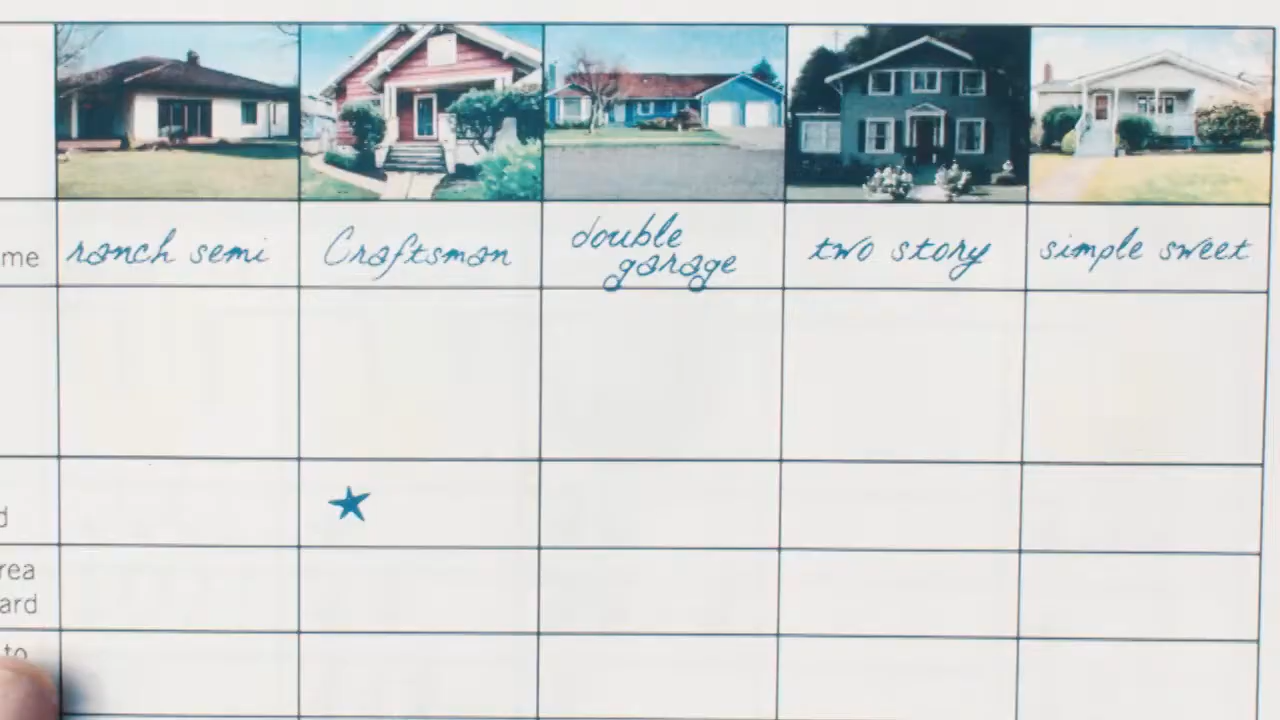 me
ranch semi
Craftsman
double
garage
two story
simple sweet
d
rea
ard
to